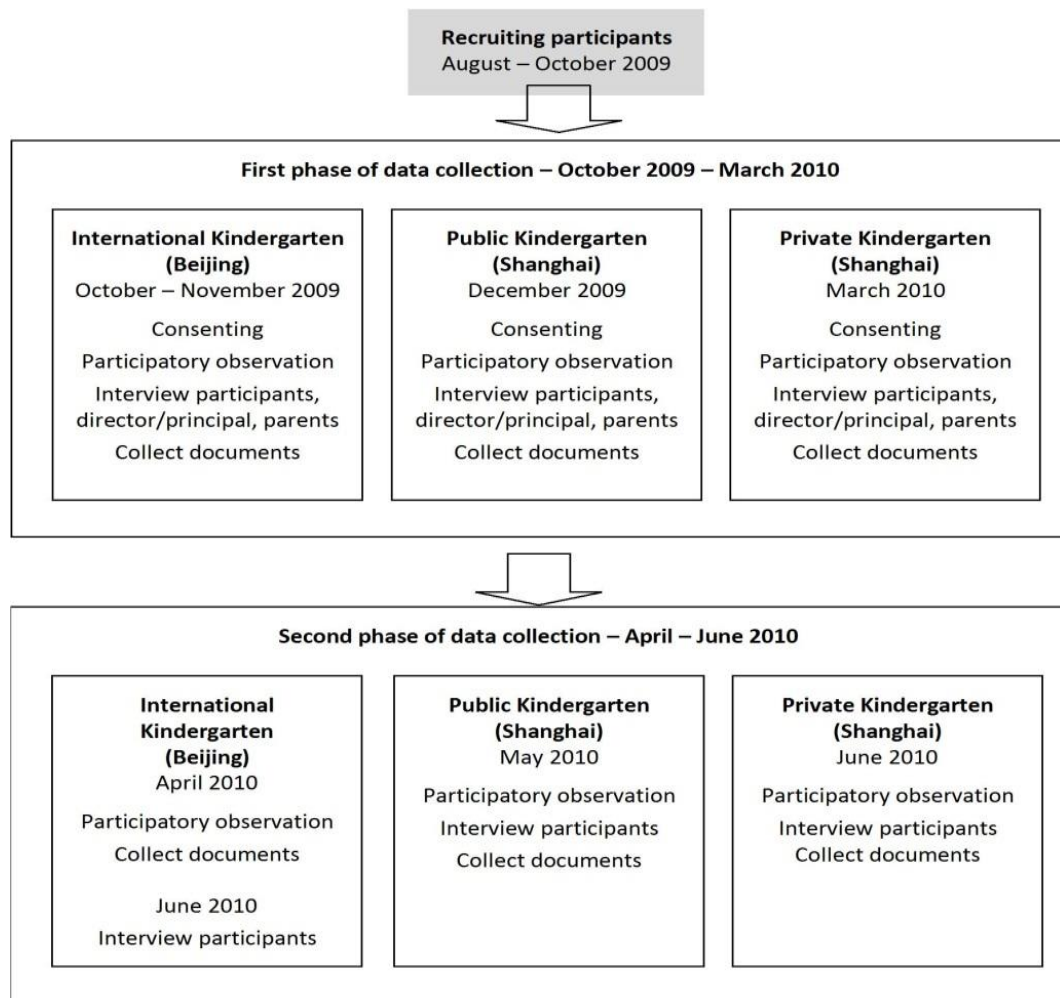 Recruiting participants
August – October 2009
First phase of data collection – October 2009 – March 2010
International Kindergarten
(Beijing)
October – November 2009
Consenting
Participatory observation
Interview participants,
director/principal, parents
Collect documents
Public Kindergarten
(Shanghai)
December 2009
Consenting
Participatory observation
Interview participants,
director/principal, parents
Collect documents
Private Kindergarten
(Shanghai)
March 2010
Consenting
Participatory observation
Interview participants,
director/principal, parents
Collect documents
Second phase of data collection – April – June 2010
International
Kindergarten
(Beijing)
April 2010
Participatory observation
Collect documents
June 2010
Interview participants
Public Kindergarten
(Shanghai)
May 2010
Participatory observation
Interview participants
Collect documents
Private Kindergarten
(Shanghai)
June 2010
Participatory observation
Interview participants
Collect documents